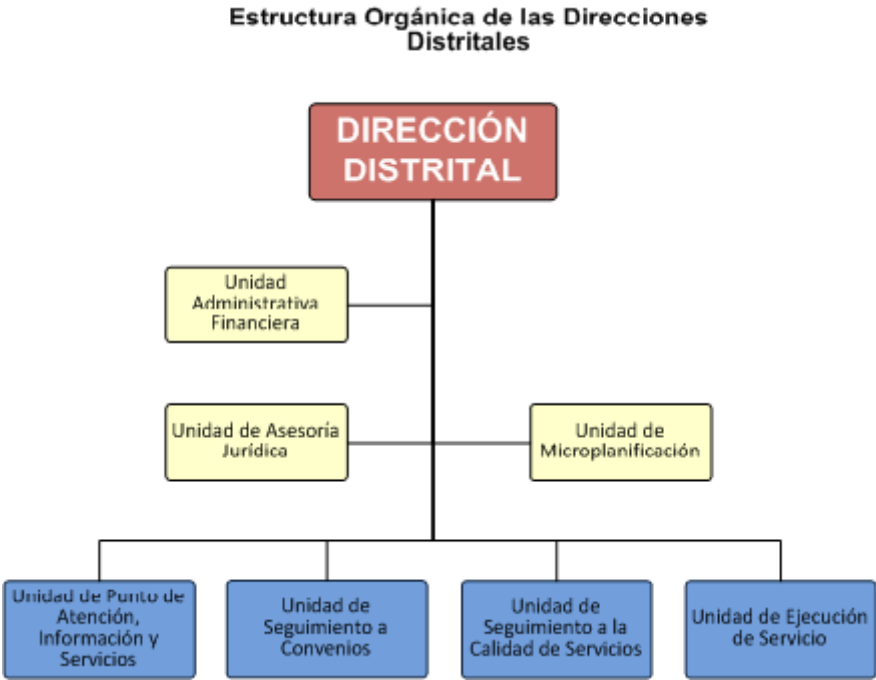 Estructura Orgánica de las Direcciones
Distritales
DIRECCIÓN
DISTRITAL
Unidad
Administrativa
Financiera
Unidad de Asesoría
Jurídica
Unidad de
Microplanificación
Unidad de Punto de
Atención,
Información y
Servicios
Unidad de
Seguimiento a
Convenios
Unidad de
Seguimiento a la
Calidad de Servicios
Unidad de Ejecución
de Servicio